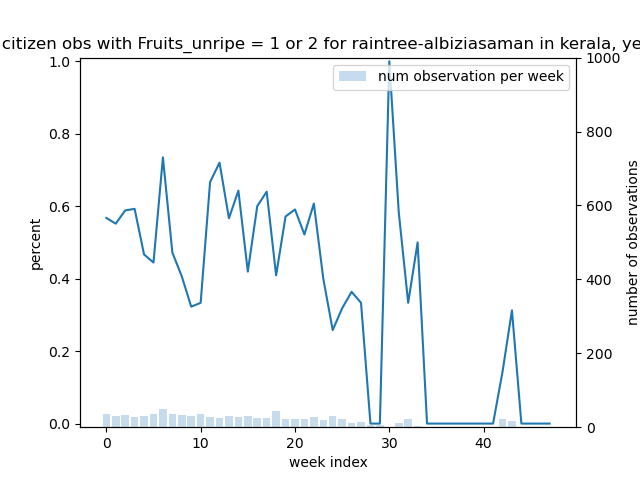 citizen obs with Fruits_unripe = 1 or 2 for raintree-albiziasaman in kerala,
num observation per week
percent
1.0
0.8
0.6
0.4
0.2
0.0
1000
800
600
400
200
0
number of observations
0 10 20 30 40
week index